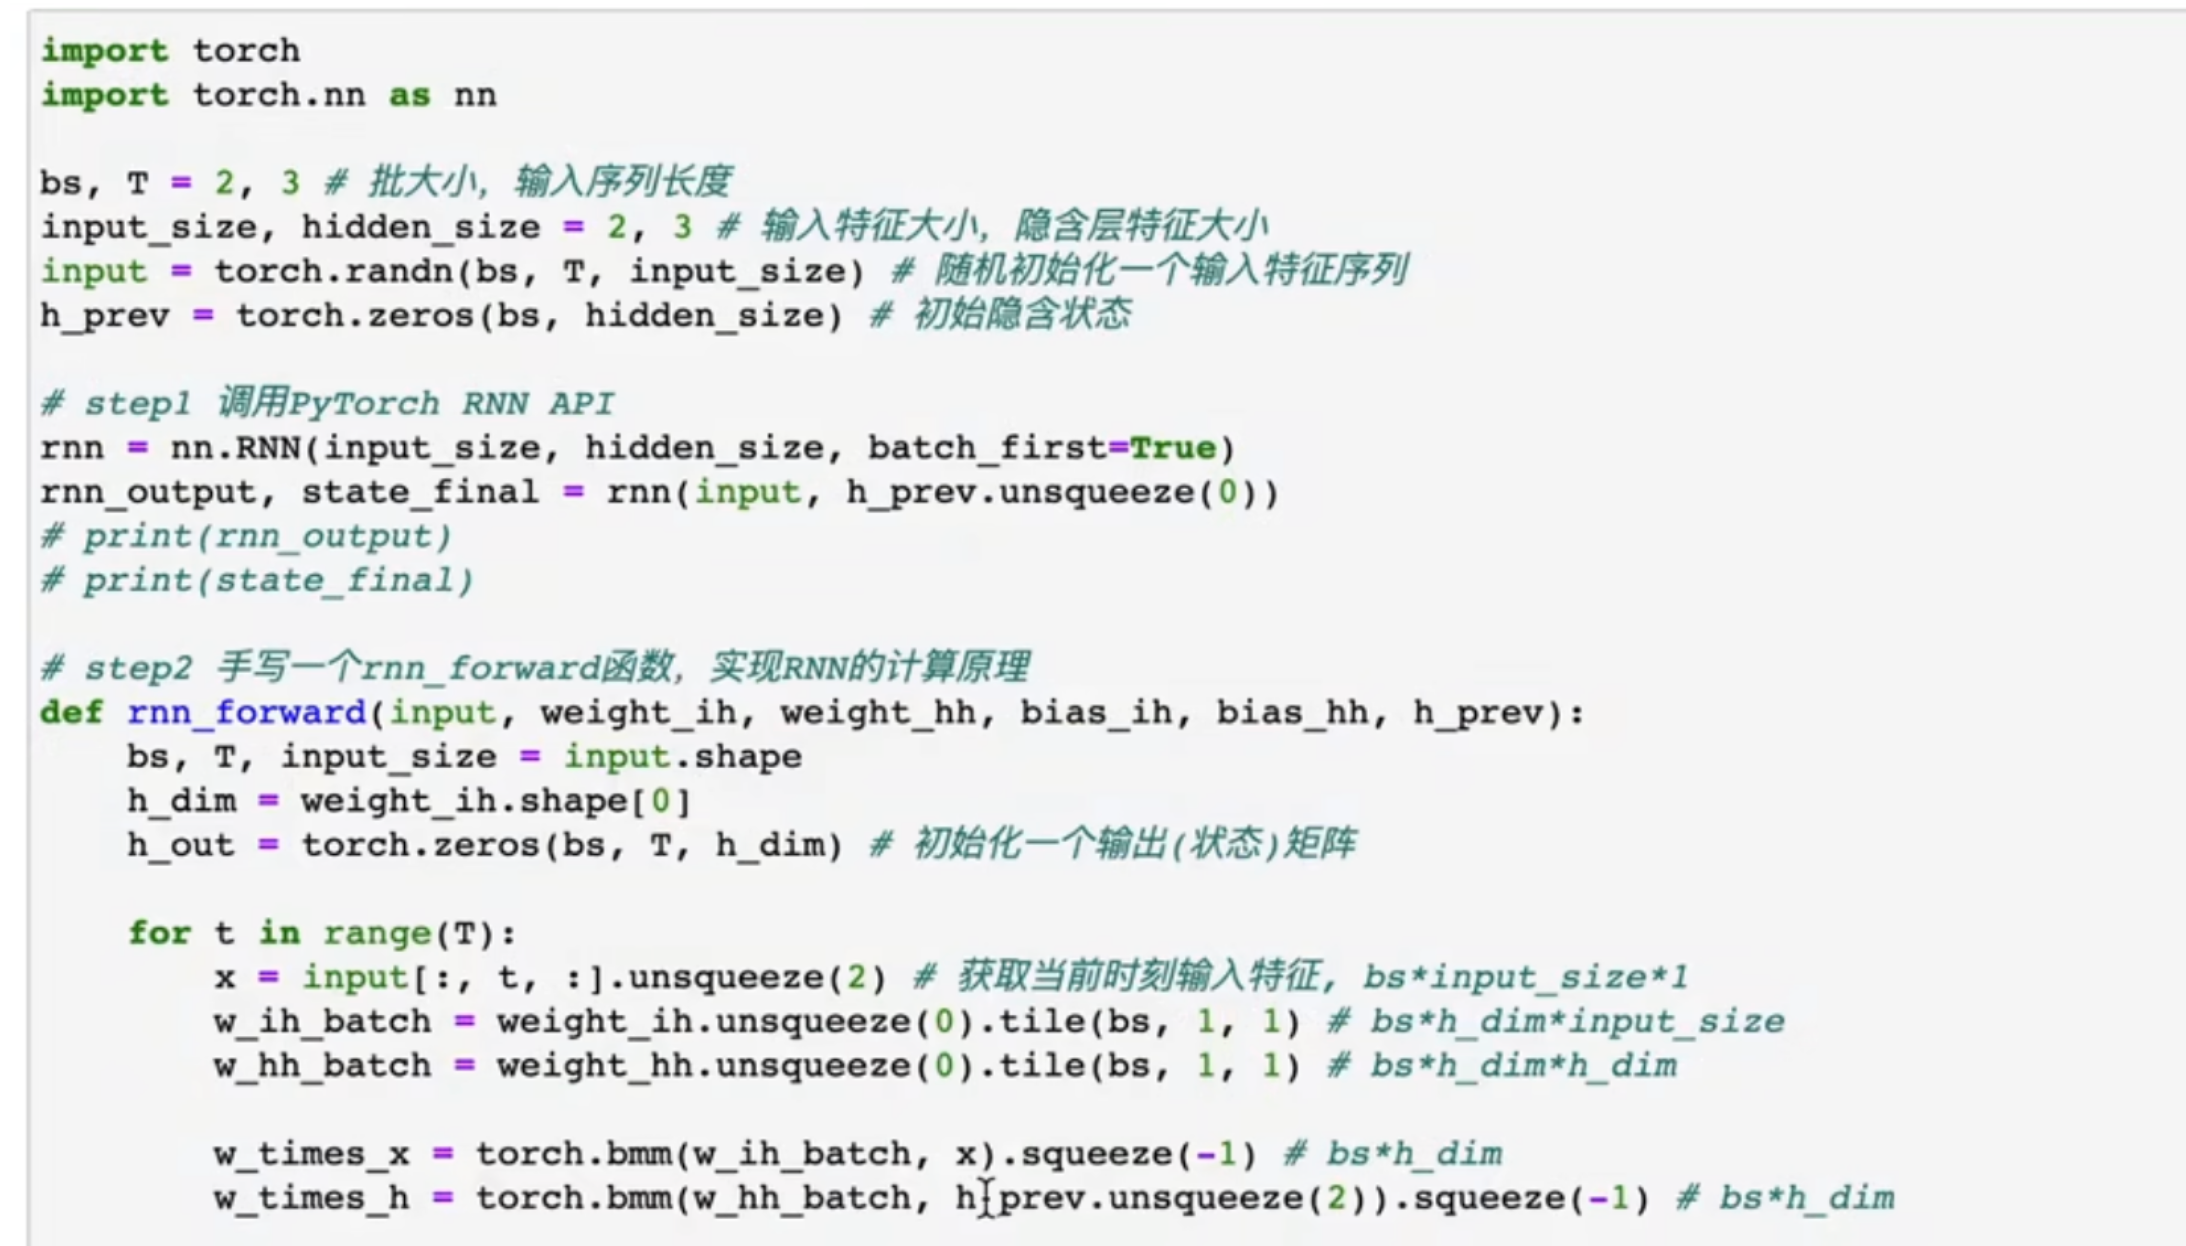 import torch
import torch.nn as nn
bs, T = 2, 3 # 批大小，输入序列长度
input_size, hidden_size = 2, 3 # 输入特征大小，隐含层特征大小
input = torch.randn(bs, T, input_size) # 随机初始化一个输入特征序列
h_prev = torch.zeros(bs, hidden_size) # 初始隐含状态
# step1 调用PyTorch RNN API
rnn = nn.RNN(input_size, hidden_size, batch_first=True)
rnn_output, state_final = rnn(input, h_prev.unsqueeze(0))
# print(rnn_output)
# print(state_final)
# step2 手写一个rnn_forward函数，实现RNN的计算原理
def rnn_forward(input, weight_ih, weight_hh, bias_ih, bias_hh, h_prev):
    bs, T, input_size = input.shape
    h_dim = weight_ih.shape[0]
    h_out = torch.zeros(bs, T, h_dim) # 初始化一个输出(状态)矩阵
    for t in range(T):
        x = input[:, t, :].unsqueeze(2) # 获取当前时刻输入特征, bs*input_size*1
        w_ih_batch = weight_ih.unsqueeze(0).tile(bs, 1, 1) # bs*h_dim*input_size
        w_hh_batch = weight_hh.unsqueeze(0).tile(bs, 1, 1) # bs*h_dim*h_dim
        w_times_x = torch.bmm(w_ih_batch, x).squeeze(-1) # bs*h_dim
        w_times_h = torch.bmm(w_hh_batch, h_prev.unsqueeze(2)).squeeze(-1) # bs*h_dim